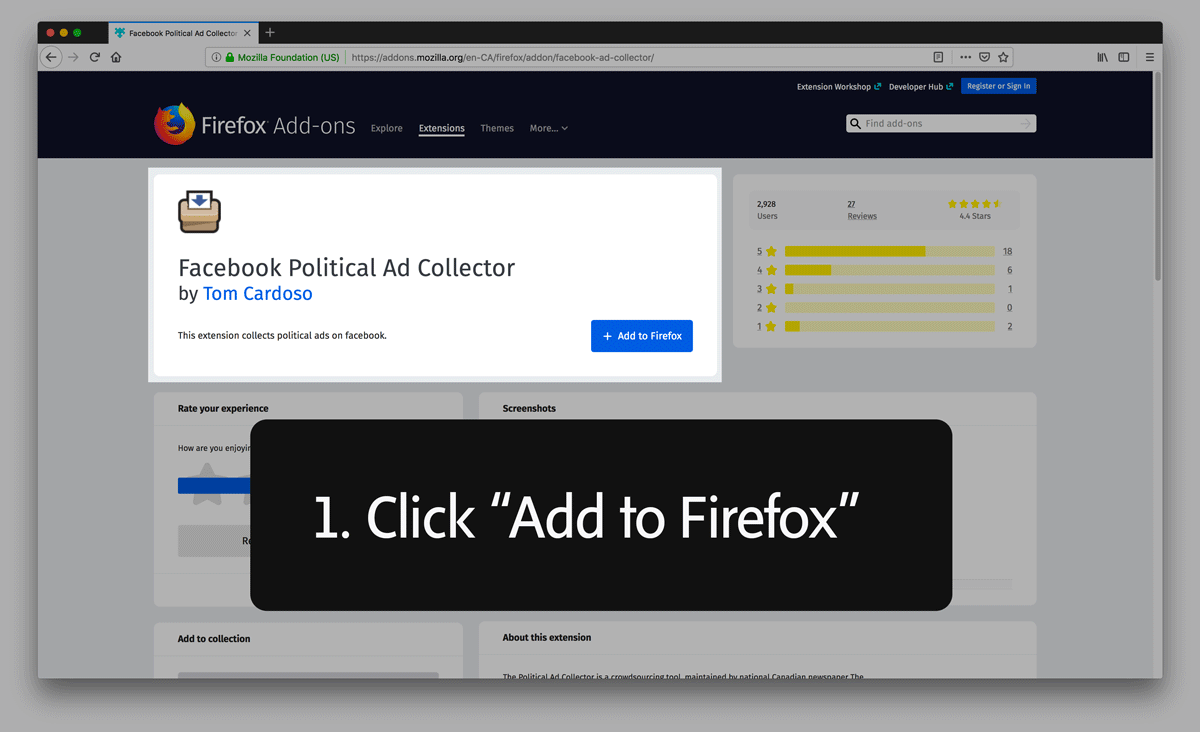 Facebook Political Ad Collector
Mozilla Foundation (US)
https://addons.mozilla.org/en-CA/firefox/addon/facebook-ad-collector/
Extension Workshop
Developer Hub
Register or Sign In
Firefox Add-ons
Explore
Extensions
Themes
More...
Find add-ons
Facebook Political Ad Collector
by Tom Cardoso
This extension collects political ads on facebook.
+ Add to Firefox
2,928
Users
27
Reviews
4.4 Stars
5 18
4 6
3 1
2 0
1 2
Rate your experience
How are you
Screenshots
1. Click “Add to Firefox”
Add to collection
About this extension
The Political Ad Collector is a crowdsourcing tool, maintained by national Canadian newspaper The